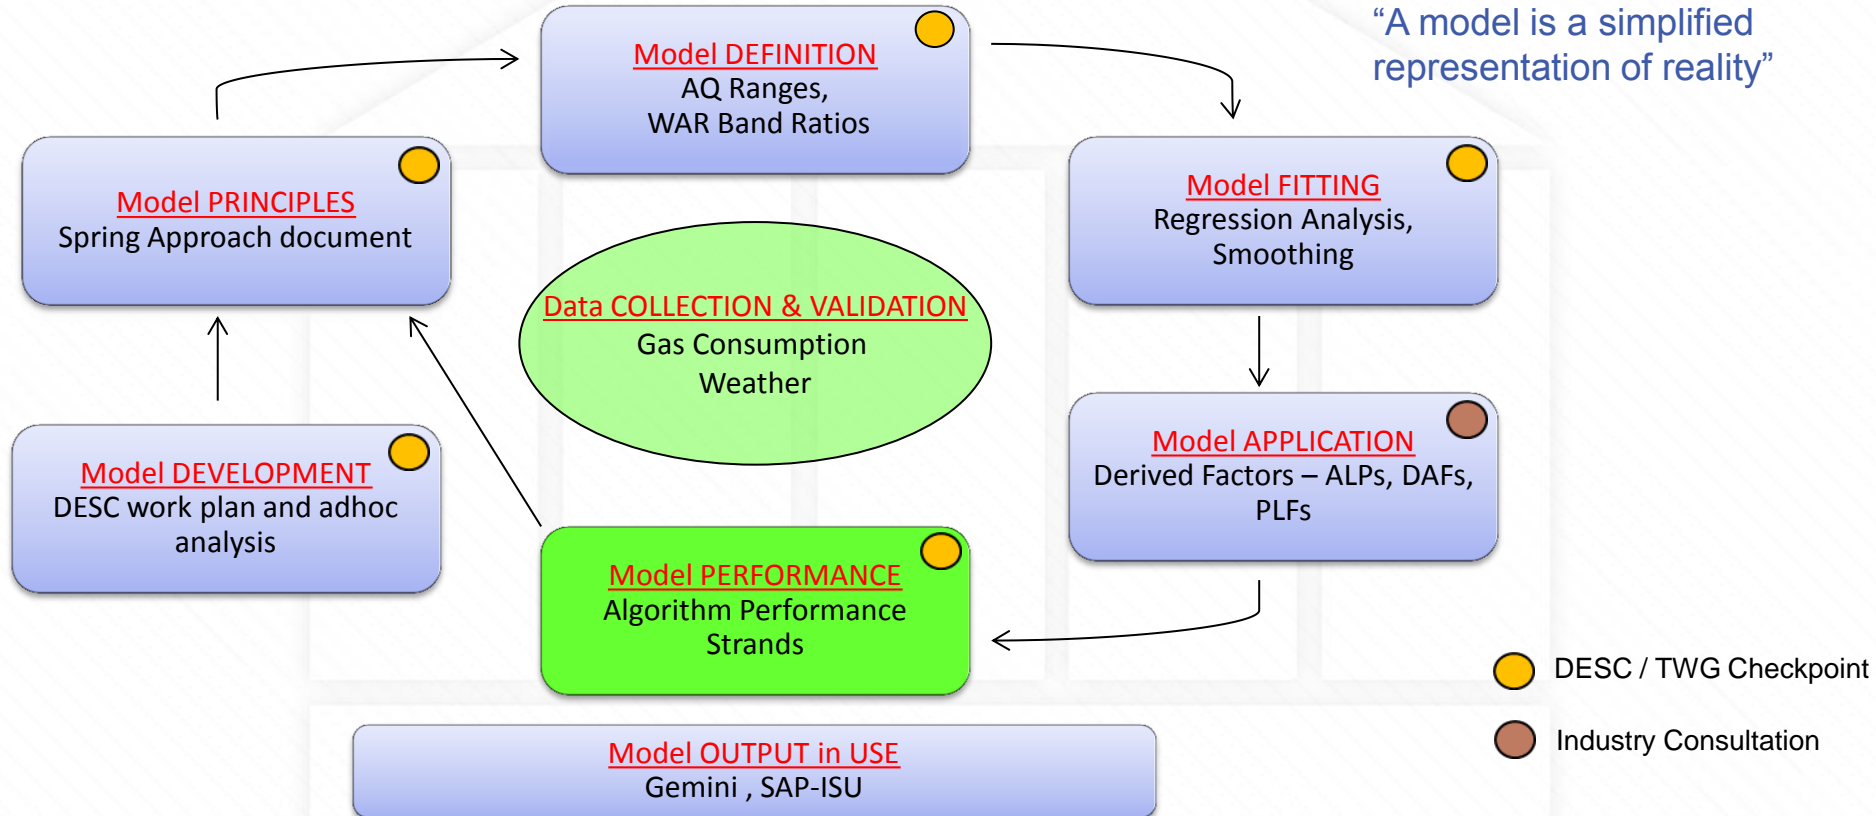 “A model is a simplified
representation of reality”
Model DEFINITION
AQ Ranges,
WAR Band Ratios
Model PRINCIPLES
Spring Approach document
Model FITTING
Regression Analysis,
Smoothing
Data COLLECTION & VALIDATION
Gas Consumption
Weather
Model DEVELOPMENT
DESC work plan and adhoc
analysis
Model APPLICATION
Derived Factors – ALPs, DAFs,
PLFs
Model PERFORMANCE
Algorithm Performance
Strands
DESC / TWG Checkpoint
Industry Consultation
Model OUTPUT in USE
Gemini , SAP-ISU